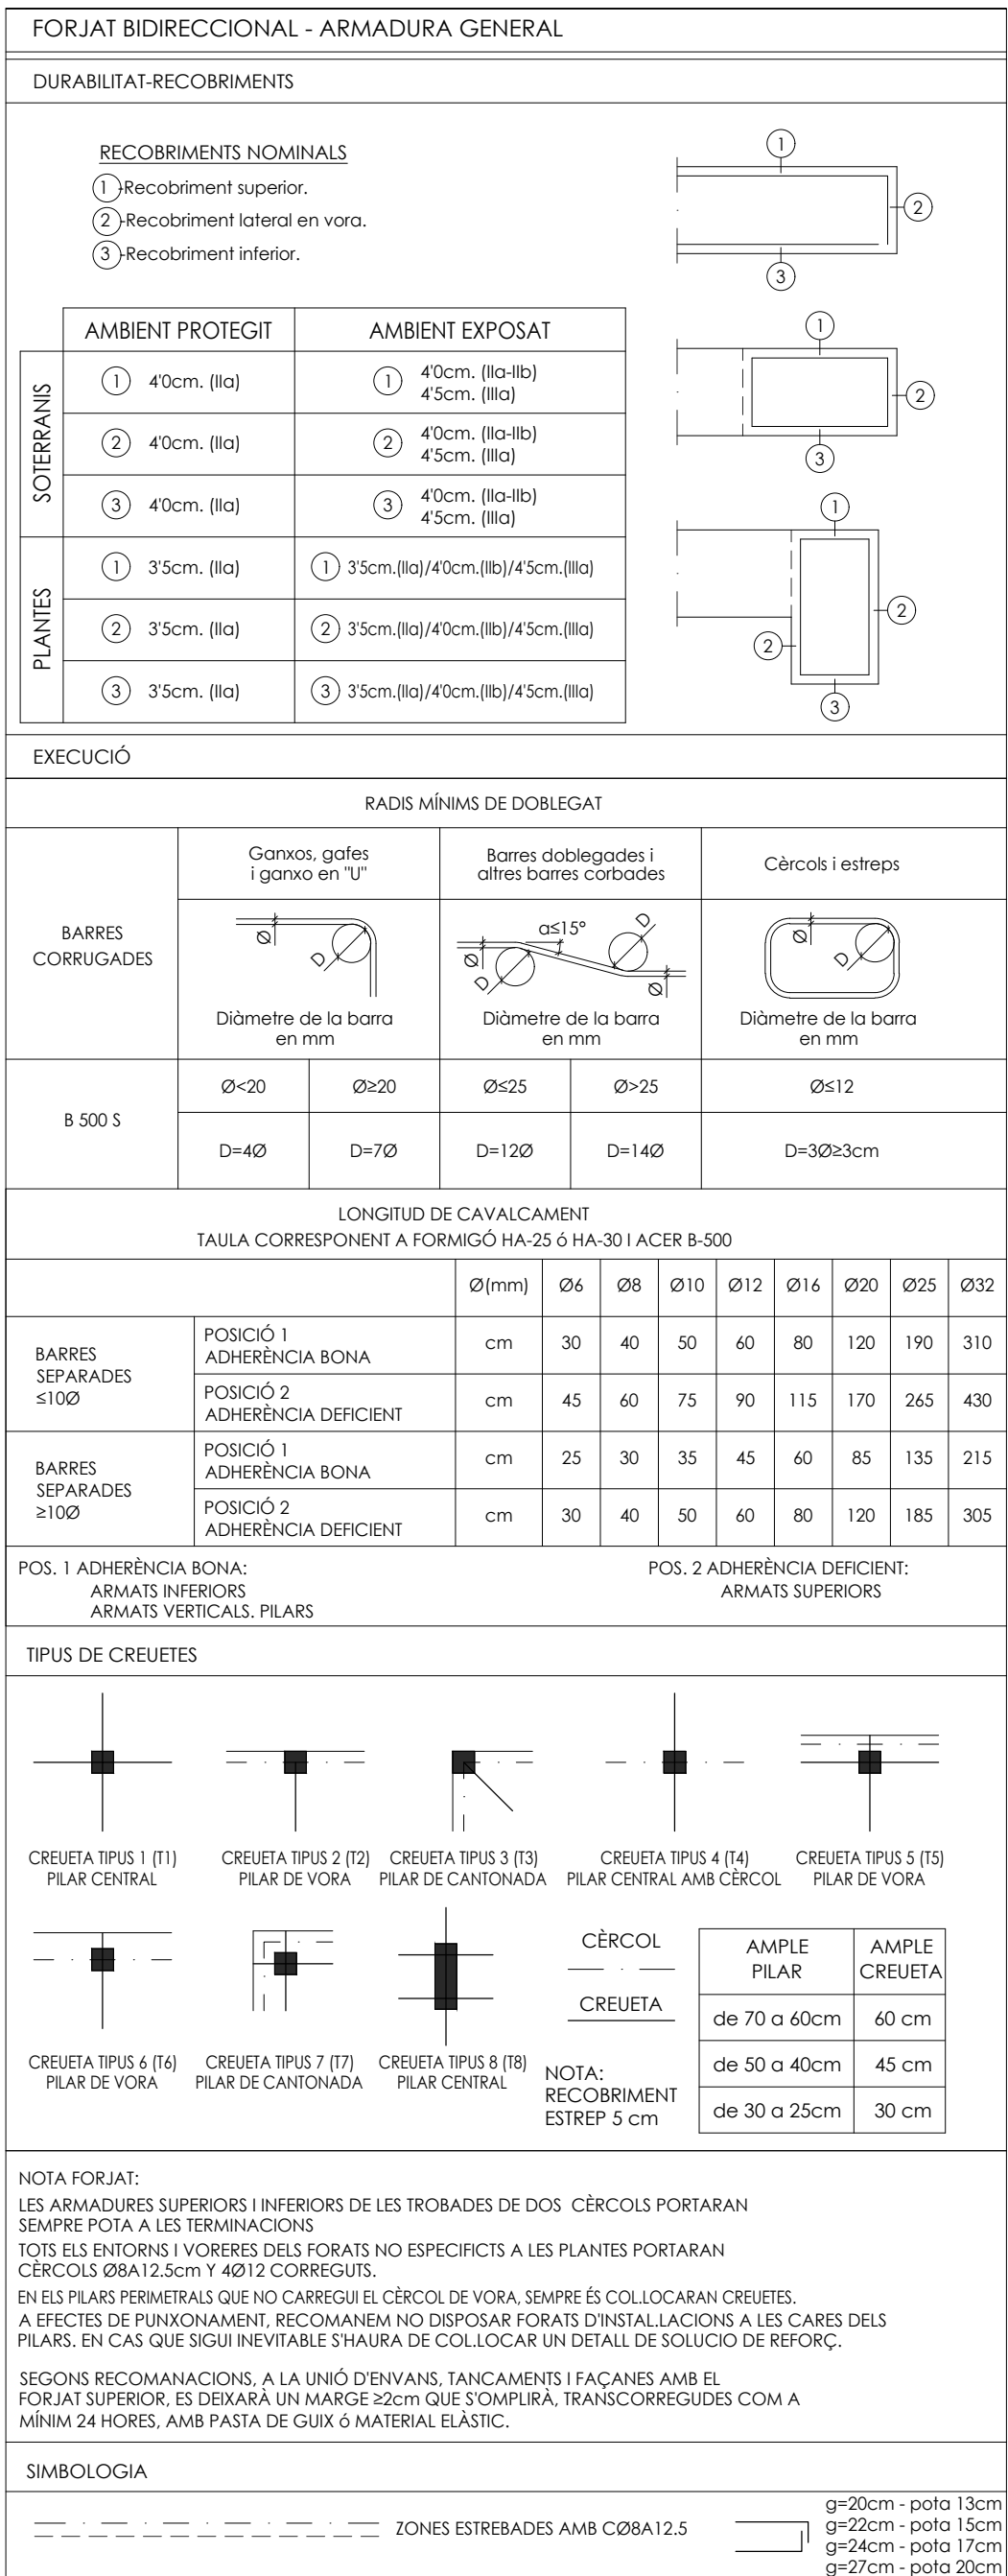 FORJAT BIDIRECCIONAL - ARMADURA GENERAL
DURABILITAT-RECOBRIMENTS
RECOBRIMENTS NOMINALS
1 -Recobriment superior.
2 -Recobriment lateral en vora.
3 -Recobriment inferior.
1
2
3
1
2
3
1
2
2
3
AMBIENT PROTEGIT AMBIENT EXPOSAT
SOTERRANIS
1 4'0cm. (IIa) 1 4'0cm. (IIa-IIb)
4'5cm. (IIIa)
2 4'0cm. (IIa) 2 4'0cm. (IIa-IIb)
4'5cm. (IIIa)
3 4'0cm. (IIa) 3 4'0cm. (IIa-IIb)
4'5cm. (IIIa)
PLANTES
1 3'5cm. (IIa) 1 3'5cm.(IIa)/4'0cm.(IIb)/4'5cm.(IIIa)
2 3'5cm. (IIa) 2 3'5cm.(IIa)/4'0cm.(IIb)/4'5cm.(IIIa)
3 3'5cm. (IIa) 3 3'5cm.(IIa)/4'0cm.(IIb)/4'5cm.(IIIa)
EXECUCIÓ
RADIS MÍNIMS DE DOBLEGAT
BARRES
CORRUGADES
Ganxos, gafes
i ganxo en "U"
Barres doblegades i
altres barres corbades
Cèrcols i estreps
Ø D
Ø D α≤15º D Ø
Ø D
Diàmetre de la barra
en mm
Diàmetre de la barra
en mm
Diàmetre de la barra
en mm
B 500 S
Ø<20 Ø≥20 Ø≤25 Ø>25 Ø≤12
D=4Ø D=7Ø D=12Ø D=14Ø D=3Ø≥3cm
LONGITUD DE CAVALCAMENT
TAULA CORRESPONENT A FORMIGÓ HA-25 ó HA-30 I ACER B-500
Ø(mm) Ø6 Ø8 Ø10 Ø12 Ø16 Ø20 Ø25 Ø32
BARRES
SEPARADES
≤10Ø
POSICIÓ 1
ADHERÈNCIA BONA
cm 30 40 50 60 80 120 190 310
POSICIÓ 2
ADHERÈNCIA DEFICIENT
cm 45 60 75 90 115 170 265 430
BARRES
SEPARADES
≥10Ø
POSICIÓ 1
ADHERÈNCIA BONA
cm 25 30 35 45 60 85 135 215
POSICIÓ 2
ADHERÈNCIA DEFICIENT
cm 30 40 50 60 80 120 185 305
POS. 1 ADHERÈNCIA BONA:
ARMATS INFERIORS
ARMATS VERTICALS. PILARS
POS. 2 ADHERÈNCIA DEFICIENT:
ARMATS SUPERIORS
TIPUS DE CREUETES
CREUETA TIPUS 1 (T1)
PILAR CENTRAL
CREUETA TIPUS 2 (T2)
PILAR DE VORA
CREUETA TIPUS 3 (T3)
PILAR DE CANTONADA
CREUETA TIPUS 4 (T4)
PILAR CENTRAL AMB CÈRCOL
CREUETA TIPUS 5 (T5)
PILAR DE VORA
CREUETA TIPUS 6 (T6)
PILAR DE VORA
CREUETA TIPUS 7 (T7)
PILAR DE CANTONADA
CREUETA TIPUS 8 (T8)
PILAR CENTRAL
CÈRCOL
CREUETA
NOTA:
RECOBRIMENT
ESTREP 5 cm
AMPLE
PILAR
AMPLE
CREUETA
de 70 a 60cm 60 cm
de 50 a 40cm 45 cm
de 30 a 25cm 30 cm
NOTA FORJAT:
LES ARMADURES SUPERIORS I INFERIORS DE LES TROBADES DE DOS CÈRCOLS PORTARAN
SEMPRE POTA A LES TERMINACIONS
TOTS ELS ENTORNS I VORERES DELS FORATS NO ESPECIFICTS A LES PLANTES PORTARAN
CÈRCOLS Ø8A12.5cm Y 4Ø12 CORREGUTS.
EN ELS PILARS PERIMETRALS QUE NO CARREGUI EL CÈRCOL DE VORA, SEMPRE ÉS COL.LOCARAN CREUETES.
A EFECTES DE PUNXONAMENT, RECOMANEM NO DISPOSAR FORATS D'INSTAL.LACIONS A LES CARES DELS
PILARS. EN CAS QUE SIGUI INEVITABLE S'HAURA DE COL.LOCAR UN DETALL DE SOLUCIO DE REFORÇ.
SEGONS RECOMANACIONS, A LA UNIÓ D'ENVANS, TANCAMENTS I FAÇANES AMB EL
FORJAT SUPERIOR, ES DEIXARÀ UN MARGE ≥2cm QUE S'OMPLIRÀ, TRANSCORREGUDES COM A
MÍNIM 24 HORES, AMB PASTA DE GUIX ó MATERIAL ELÀSTIC.
SIMBOLOGIA
ZONES ESTREBADES AMB CØ8A12.5
g=20cm - pota 13cm
g=22cm - pota 15cm
g=24cm - pota 17cm
g=27cm - pota 20cm